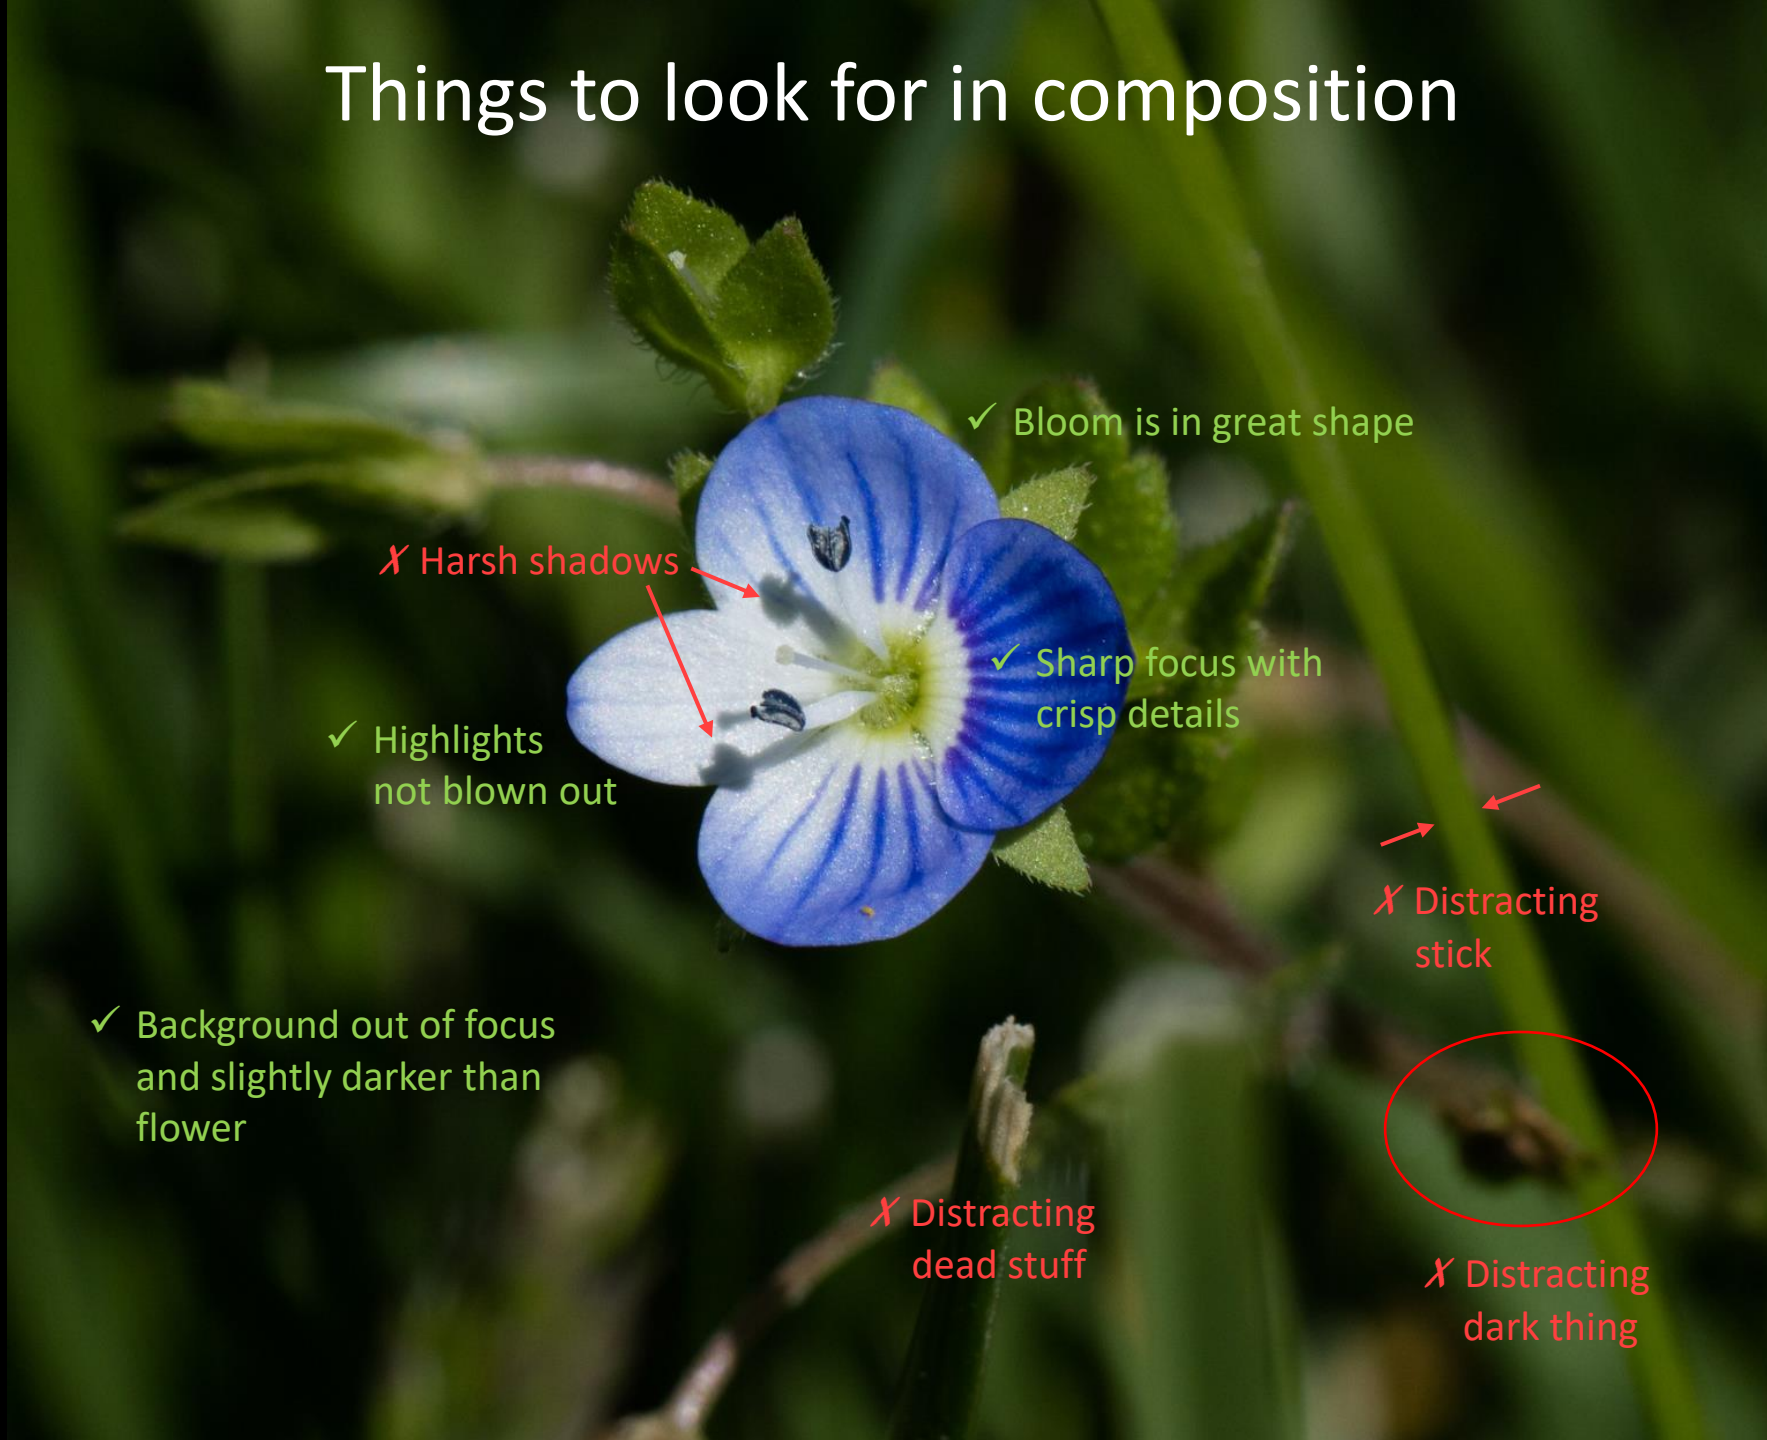 Things to look for in composition
✓ Bloom is in great shape
✗ Harsh shadows
✓ Sharp focus with
crisp details
✓ Highlights
not blown out
✗ Distracting
stick
✓ Background out of focus
and slightly darker than
flower
✗ Distracting
dead stuff
✗ Distracting
dark thing